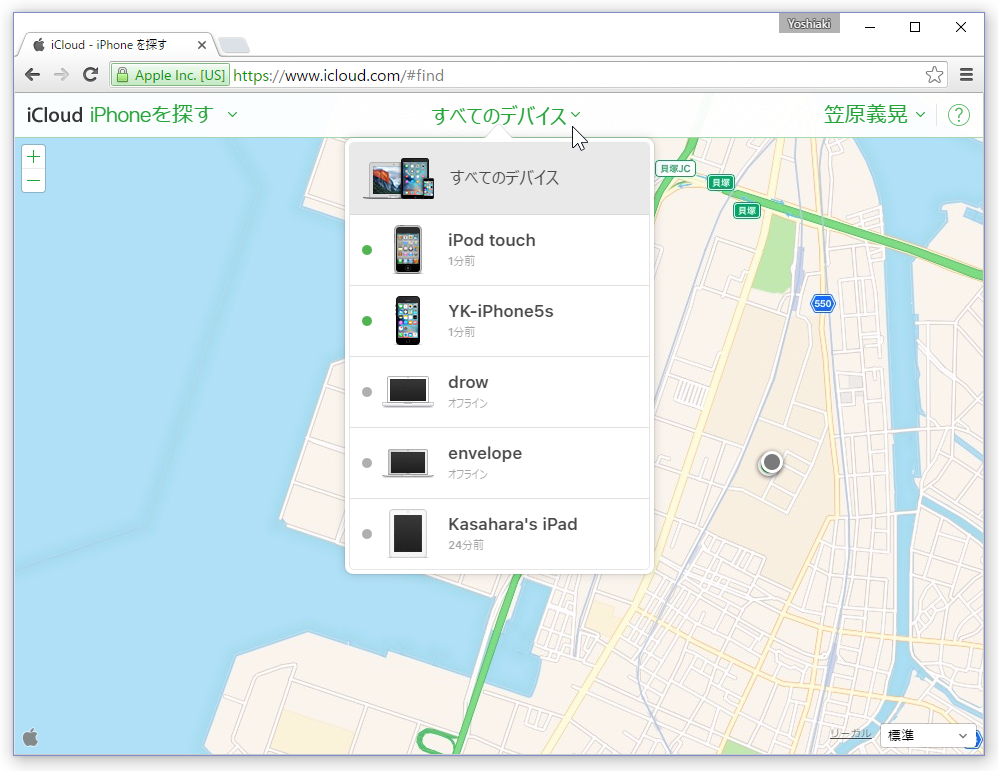 Yoshiaki
iCloud - iPhone を探す
Apple Inc. [US] https://www.icloud.com/#find
iCloud iPhoneを探す
すべてのデバイス
笠原義晃
?
+
−
すべてのデバイス
iPod touch
1分前
YK-iPhone5s
1分前
drow
オフライン
envelope
オフライン
Kasahara's iPad
24分前
貝塚JC
貝塚
貝塚
550
リーガル
標準